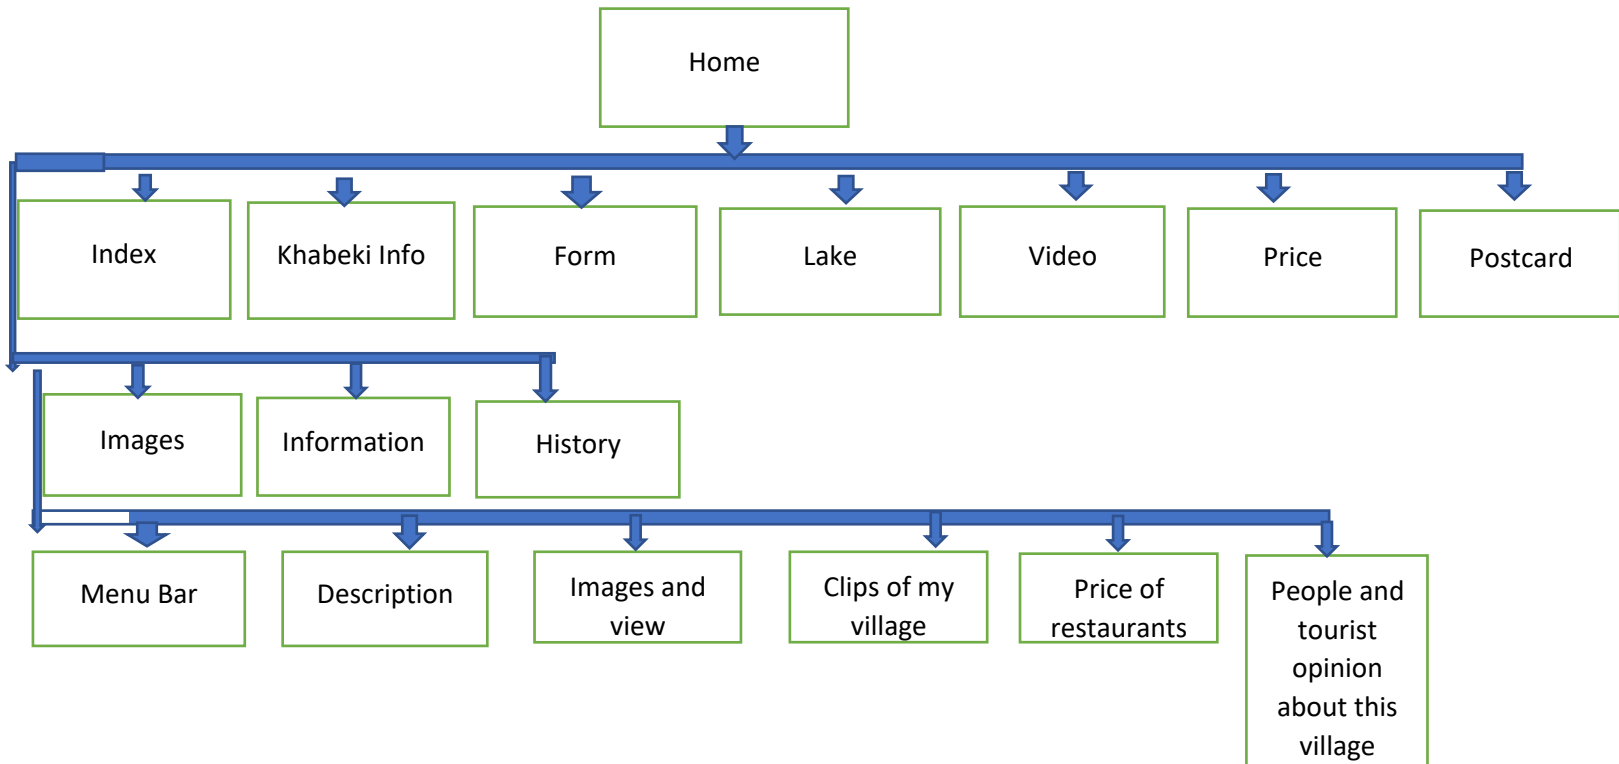 Home
Index
Khabeki Info
Form
Lake
Video
Price
Postcard
Images
Information
History
Menu Bar
Description
Images and
view
Clips of my
village
Price of
restaurants
People and
tourist
opinion
about this
village